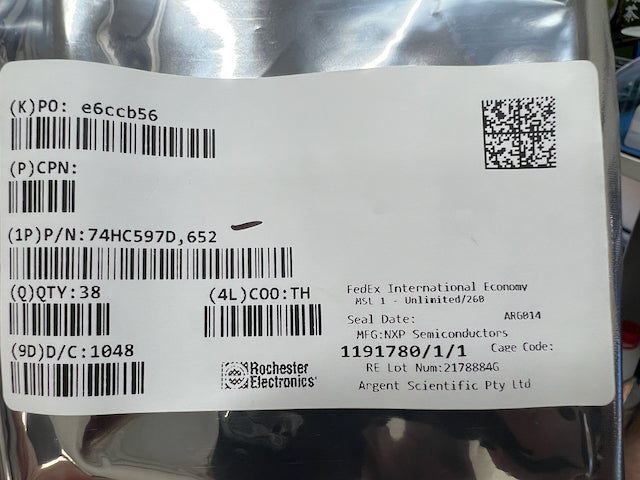 (K)PO: e6ccb56
(P)CPN:
(1P)P/N:74HC597D,652
(Q)QTY:38
(4L)COO:TH
(9D)D/C:1048
Rochester
Electronics
FedEx International Economy
MSL 1 - Unlimited/260
Seal Date:
ARG014
MFG:NXP Semiconductors
1191780/1/1 Cage Code:
RE Lot Num:2178884G
Argent Scientific Pty Ltd